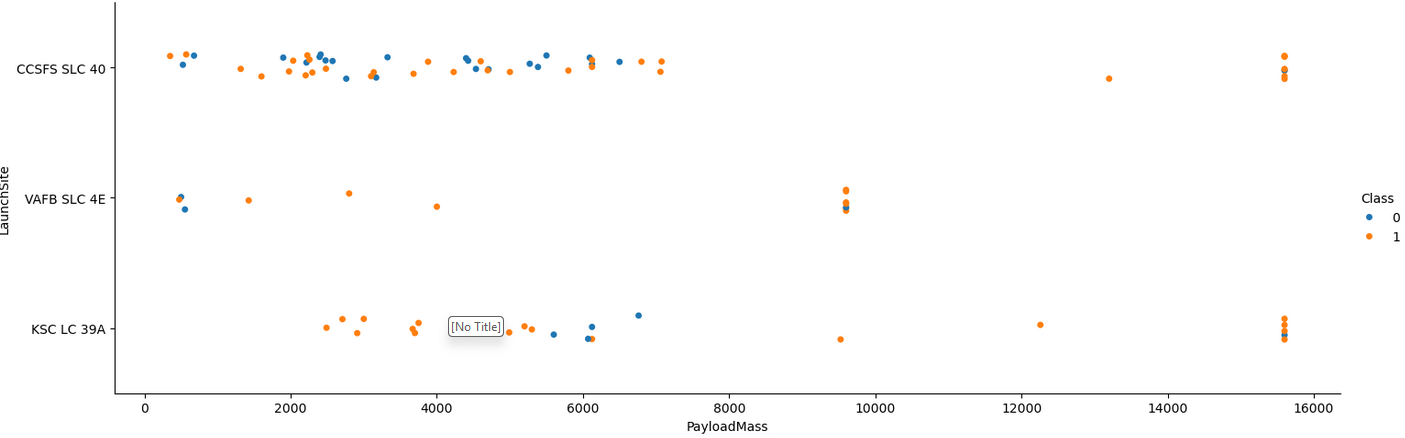 CCSFS SLC 40
VAFB SLC 4E
KSC LC 39A
LaunchSite
[No Title]
0 2000 4000 6000 8000 10000 12000 14000 16000
PayloadMass
Class
0
1